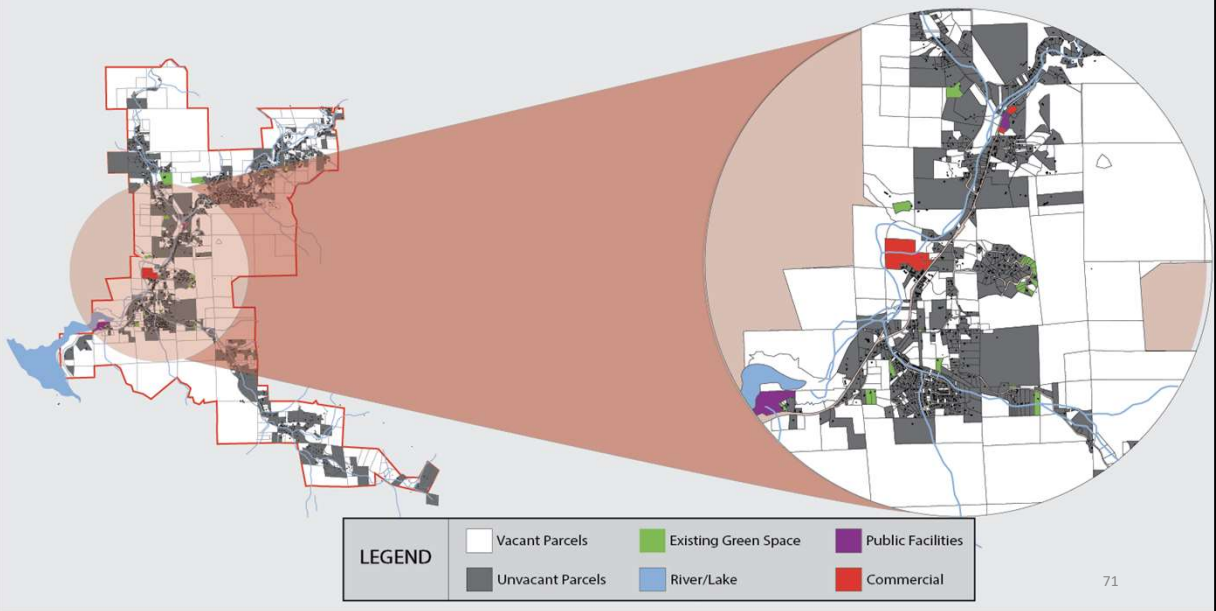 LEGEND
Vacant Parcels
Existing Green Space
Public Facilities
Unvacant Parcels
River/Lake
Commercial
71